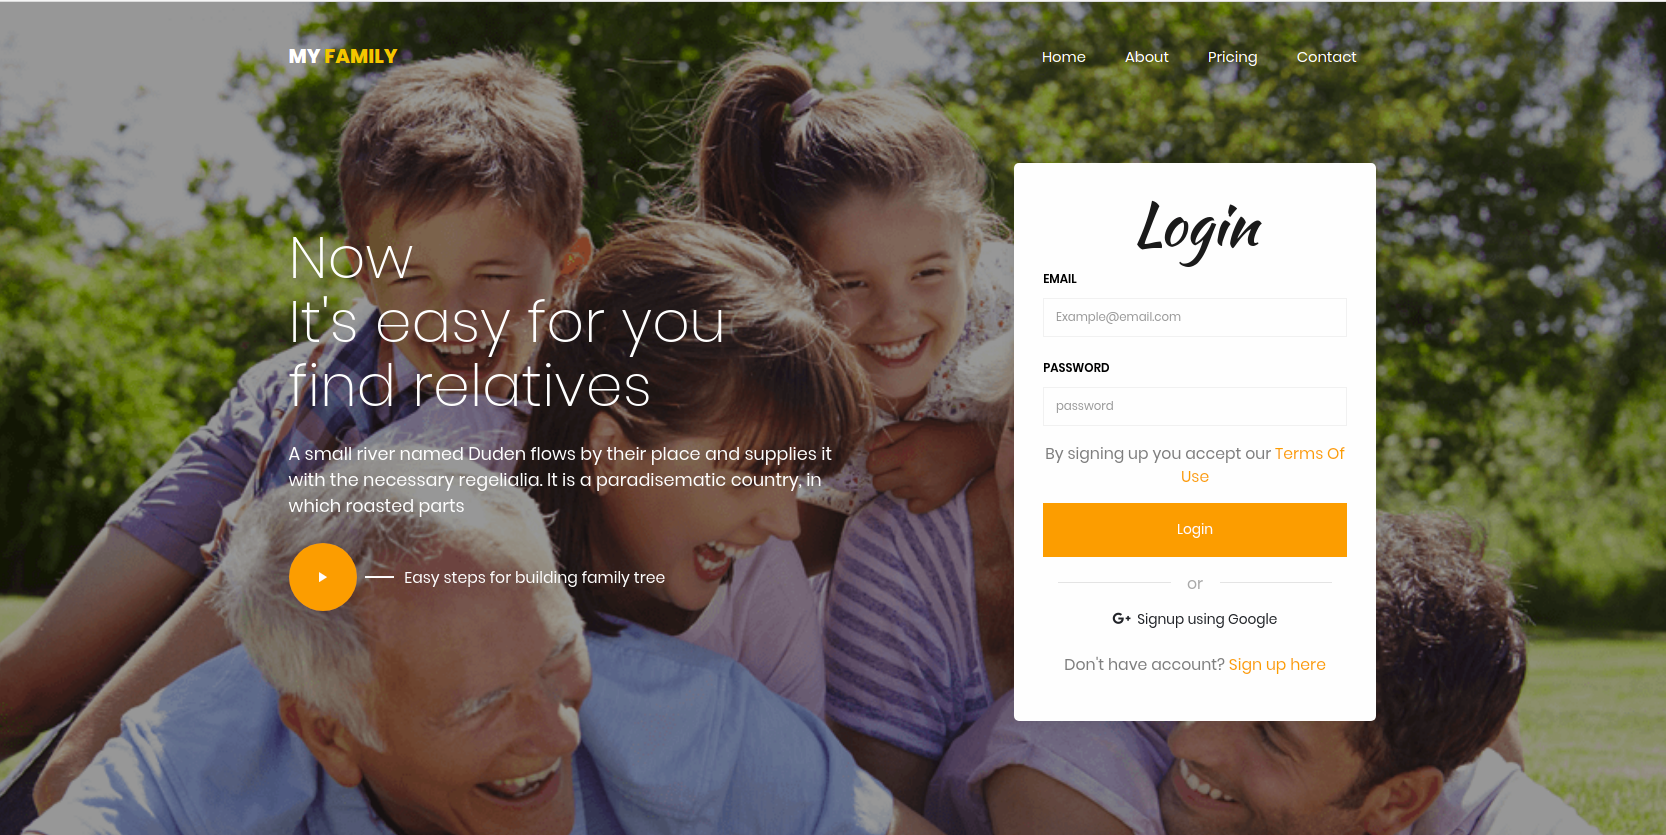 MY FAMILY
Home About Pricing Contact
Now
It's easy for you
find relatives
A small river named Duden flows by their place and supplies it
with the necessary regelialia. It is a paradisematic country, in
which roasted parts
Easy steps for building family tree
Login
EMAIL
Example@email.com
PASSWORD
password
By signing up you accept our Terms Of
Use
Login
or
G+ Signup using Google
Don't have account? Sign up here